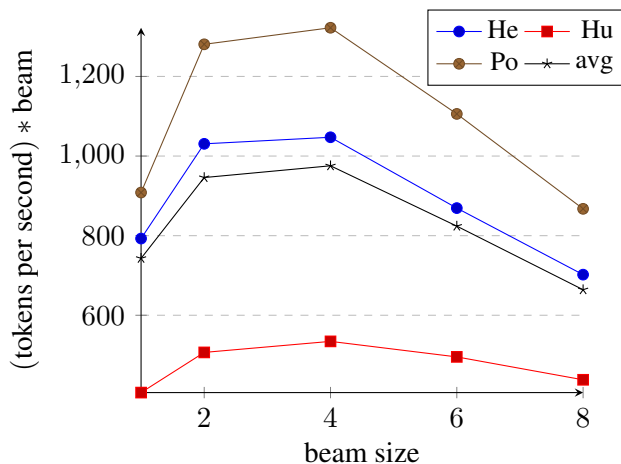 He Hu
Po avg
1,200
1,000
800
600
(tokens per second) * beam
2 4 6 8
beam size